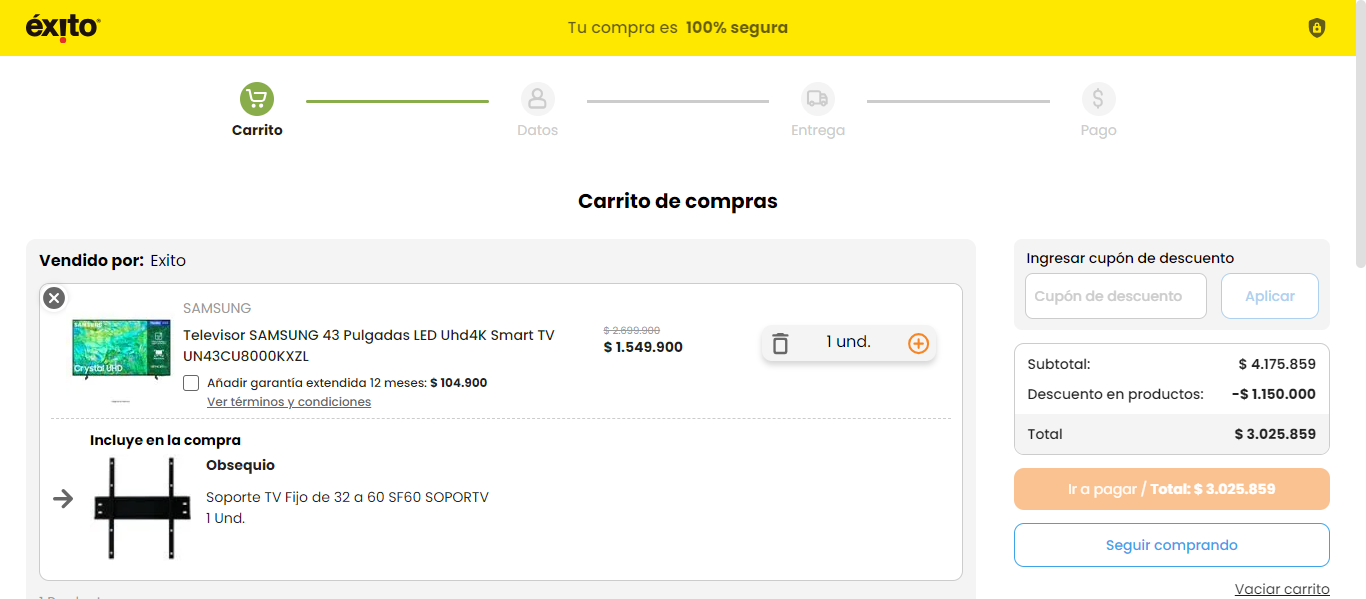 éxito
Tu compra es 100% segura
Carrito
Datos
Entrega
Pago
Carrito de compras
Vendido por: Exito
SAMSUNG
Televisor SAMSUNG 43 Pulgadas LED Uhd4K Smart TV
UN43CU8000KXZL
Añadir garantía extendida 12 meses: $ 104.900
Ver términos y condiciones
$ 2.699.900
$ 1.549.900
1 und.
SAMSUNG
Crystal UHD
Incluye en la compra
Obsequio
Soporte TV Fijo de 32 a 60 SF60 SOPORTV
1 Und.
Ingresar cupón de descuento
Cupón de descuento
Aplicar
Subtotal: $ 4.175.859
Descuento en productos: -$ 1.150.000
Total $ 3.025.859
Ir a pagar / Total: $ 3.025.859
Seguir comprando
Vaciar carrito